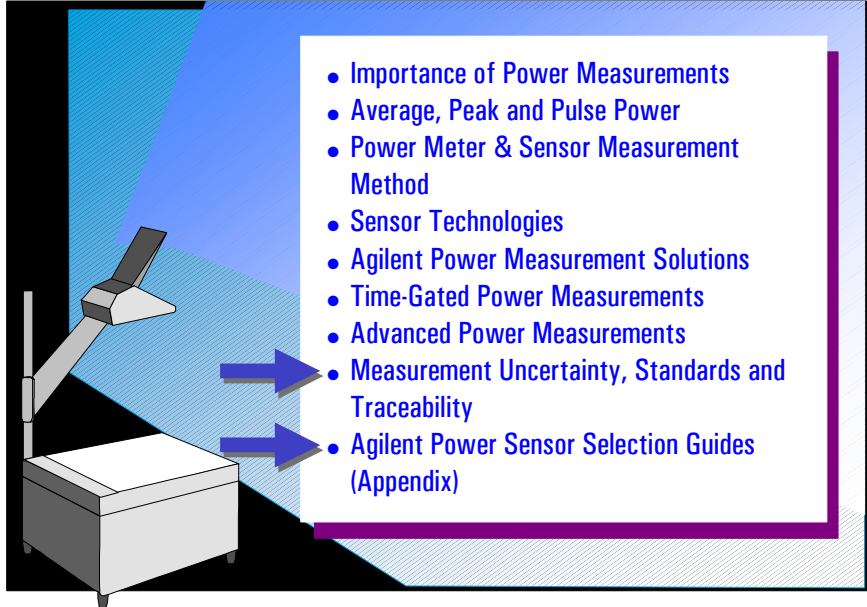 • Importance of Power Measurements
• Average, Peak and Pulse Power
• Power Meter & Sensor Measurement
Method
• Sensor Technologies
• Agilent Power Measurement Solutions
• Time-Gated Power Measurements
• Advanced Power Measurements
• Measurement Uncertainty, Standards and
Traceability
• Agilent Power Sensor Selection Guides
(Appendix)